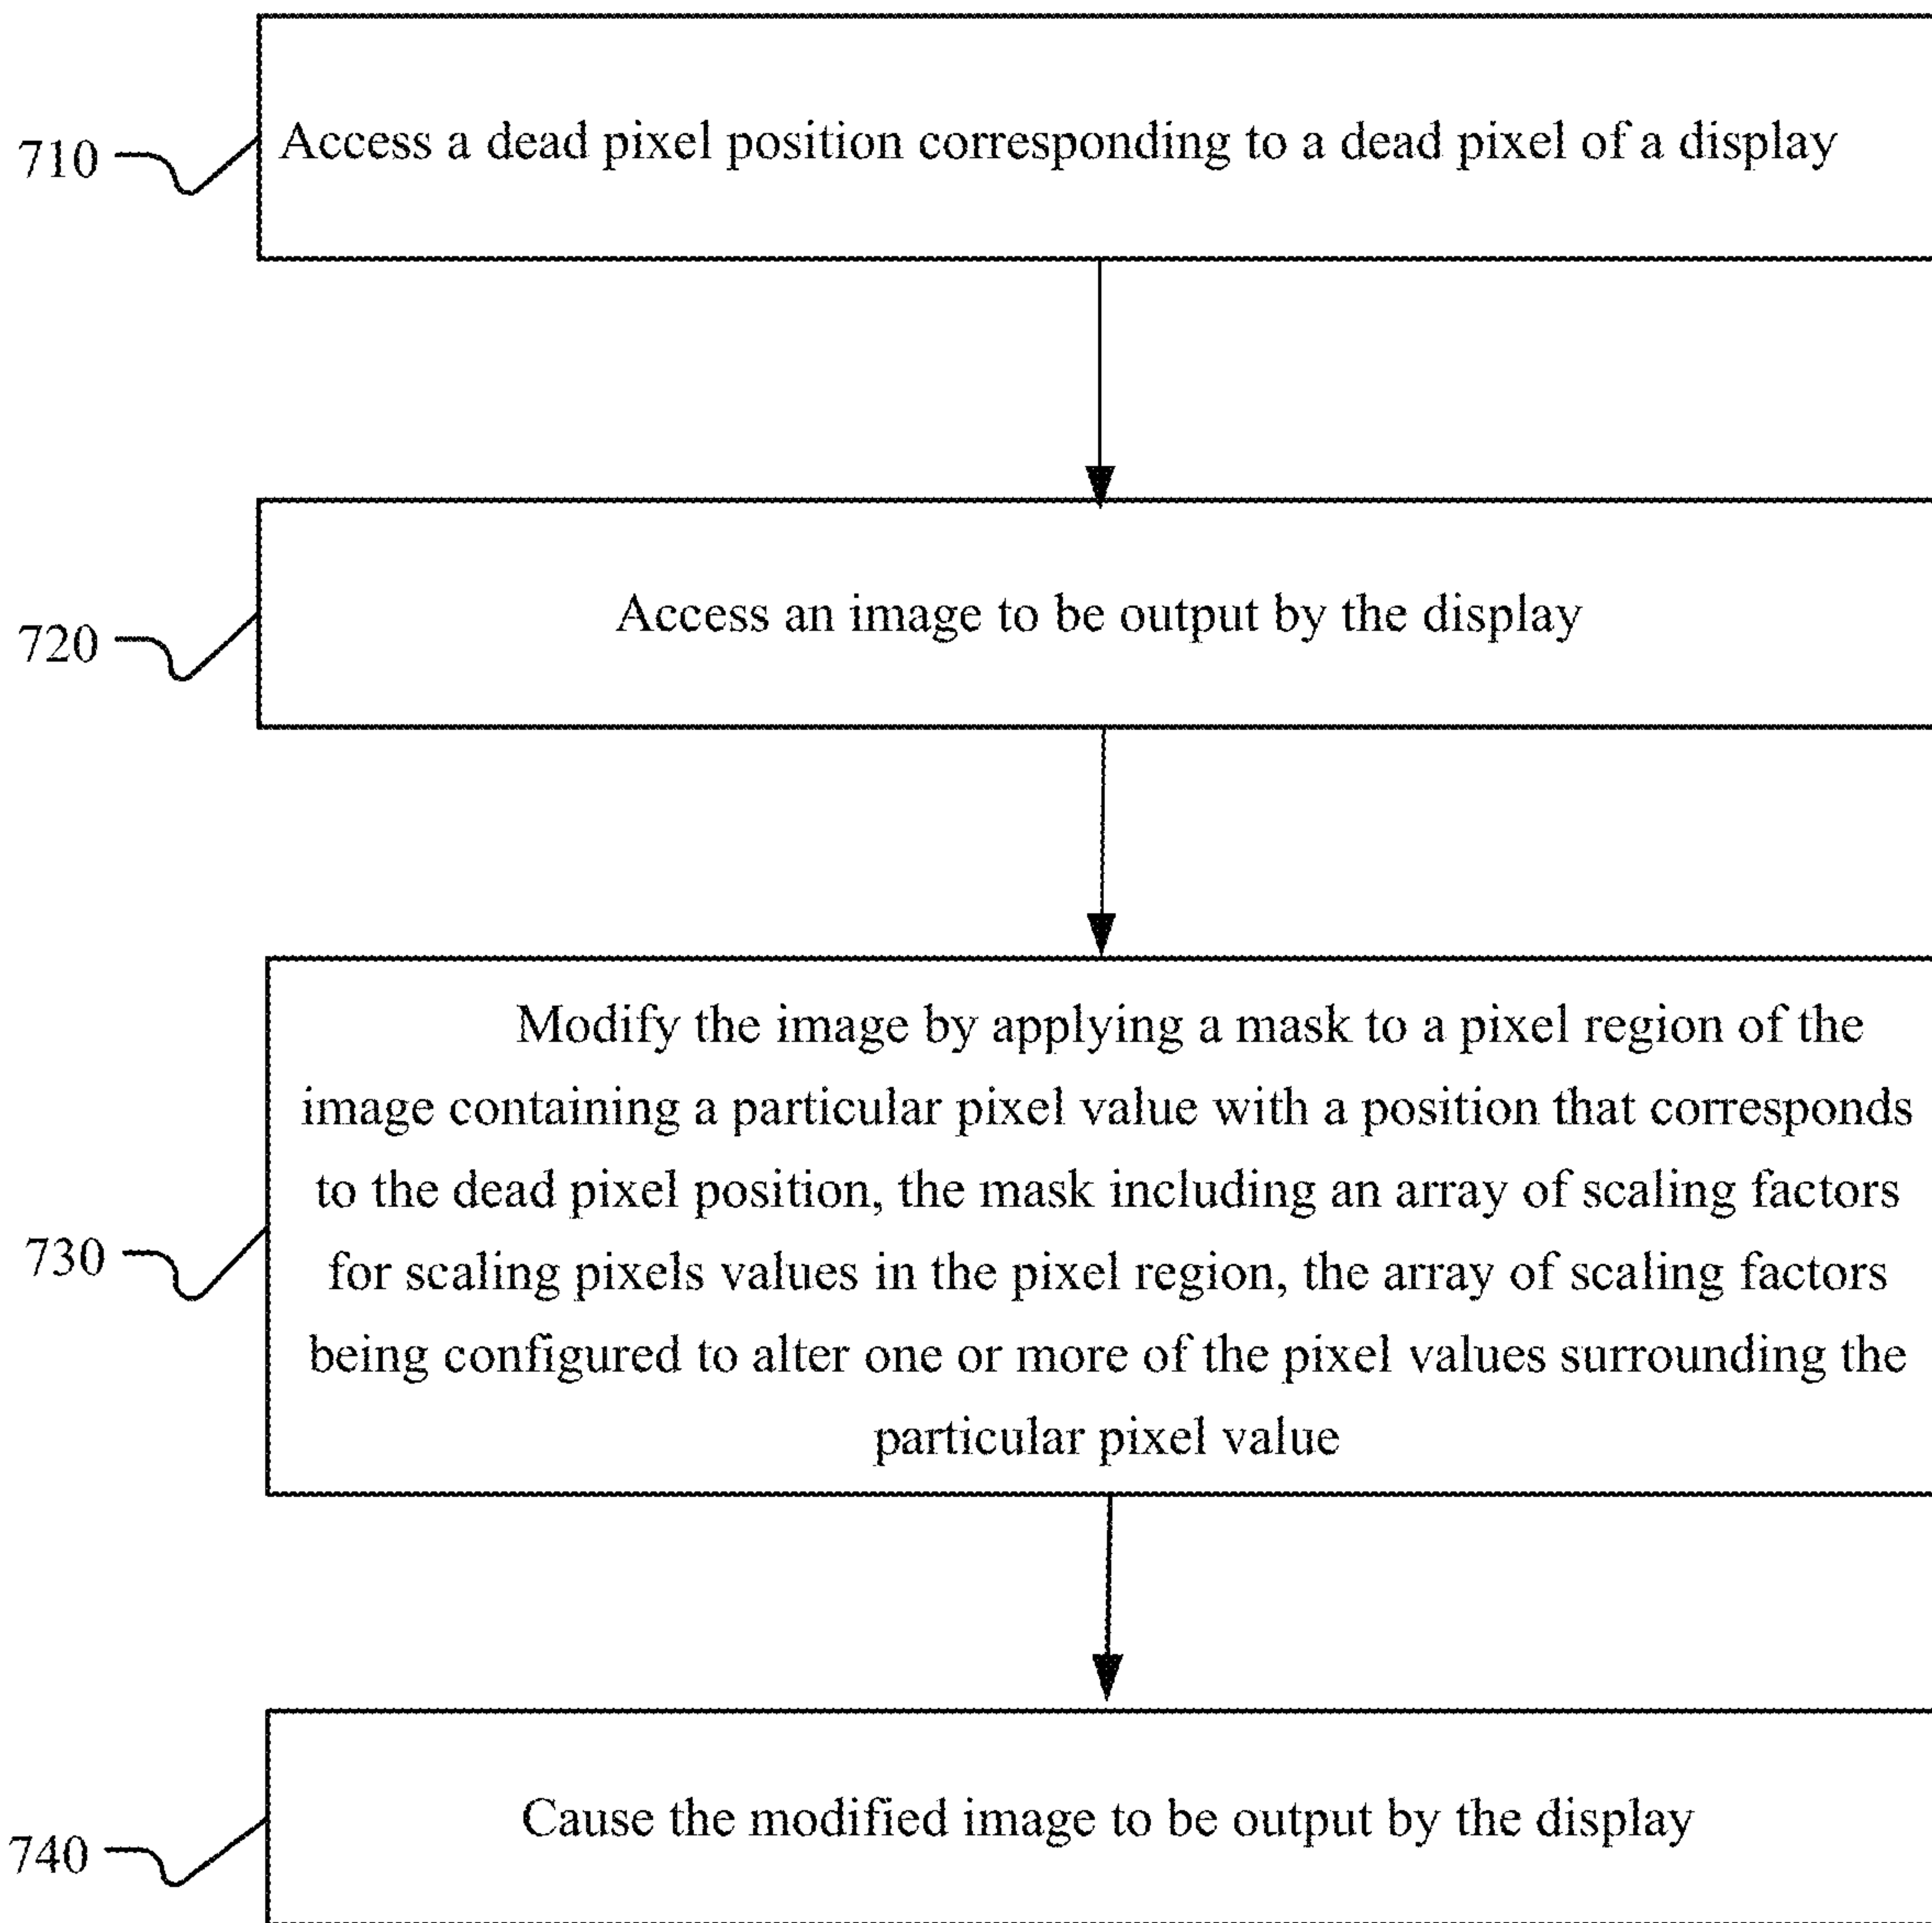 710
Access a dead pixel position corresponding to a dead pixel of a display
720
Access an image to be output by the display
730
Modify the image by applying a mask to a pixel region of the
image containing a particular pixel value with a position that corresponds
to the dead pixel position, the mask including an array of scaling factors
for scaling pixels values in the pixel region, the array of scaling factors
being configured to alter one or more of the pixel values surrounding the
particular pixel value
740
Cause the modified image to be output by the display